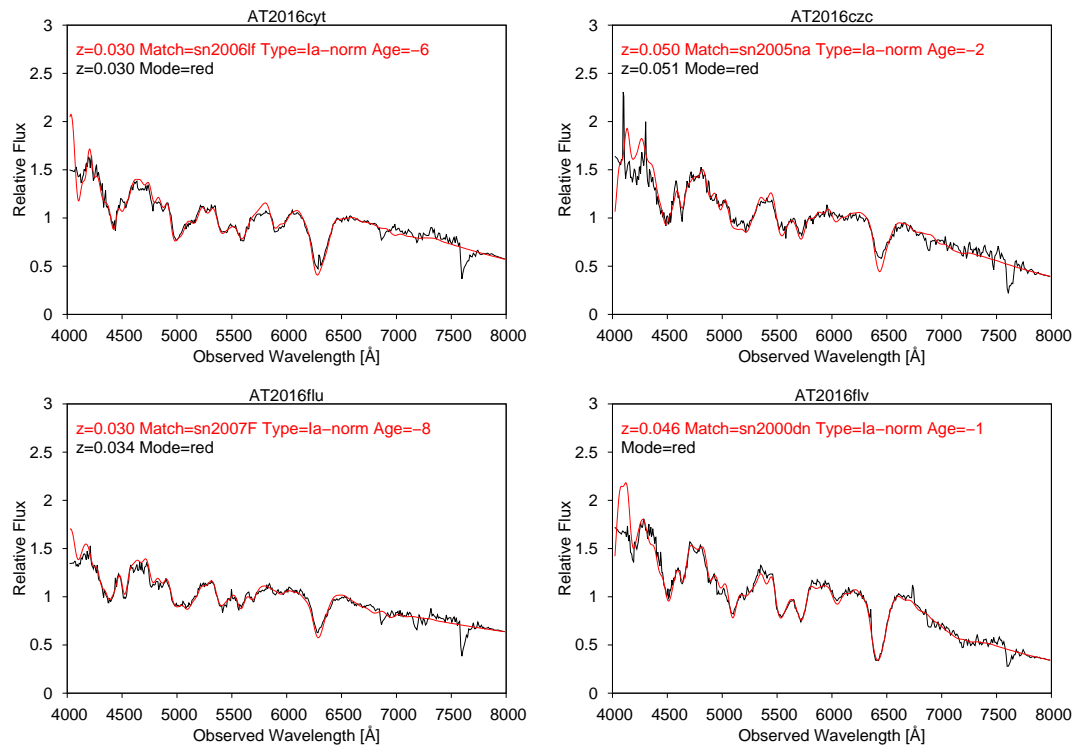 AT2016cyt
z=0.030 Match=sn2006lf Type=Ia−norm Age=−6
z=0.030 Mode=red
Relative Flux
3
2.5
2
1.5
1
0.5
0
4000 4500 5000 5500 6000 6500 7000 7500 8000
Observed Wavelength [Å]
AT2016czc
z=0.050 Match=sn2005na Type=Ia−norm Age=−2
z=0.051 Mode=red
Relative Flux
3
2.5
2
1.5
1
0.5
0
4000 4500 5000 5500 6000 6500 7000 7500 8000
Observed Wavelength [Å]
AT2016flu
z=0.030 Match=sn2007F Type=Ia−norm Age=−8
z=0.034 Mode=red
Relative Flux
3
2.5
2
1.5
1
0.5
0
4000 4500 5000 5500 6000 6500 7000 7500 8000
Observed Wavelength [Å]
AT2016flv
z=0.046 Match=sn2000dn Type=Ia−norm Age=−1
Mode=red
Relative Flux
3
2.5
2
1.5
1
0.5
0
4000 4500 5000 5500 6000 6500 7000 7500 8000
Observed Wavelength [Å]